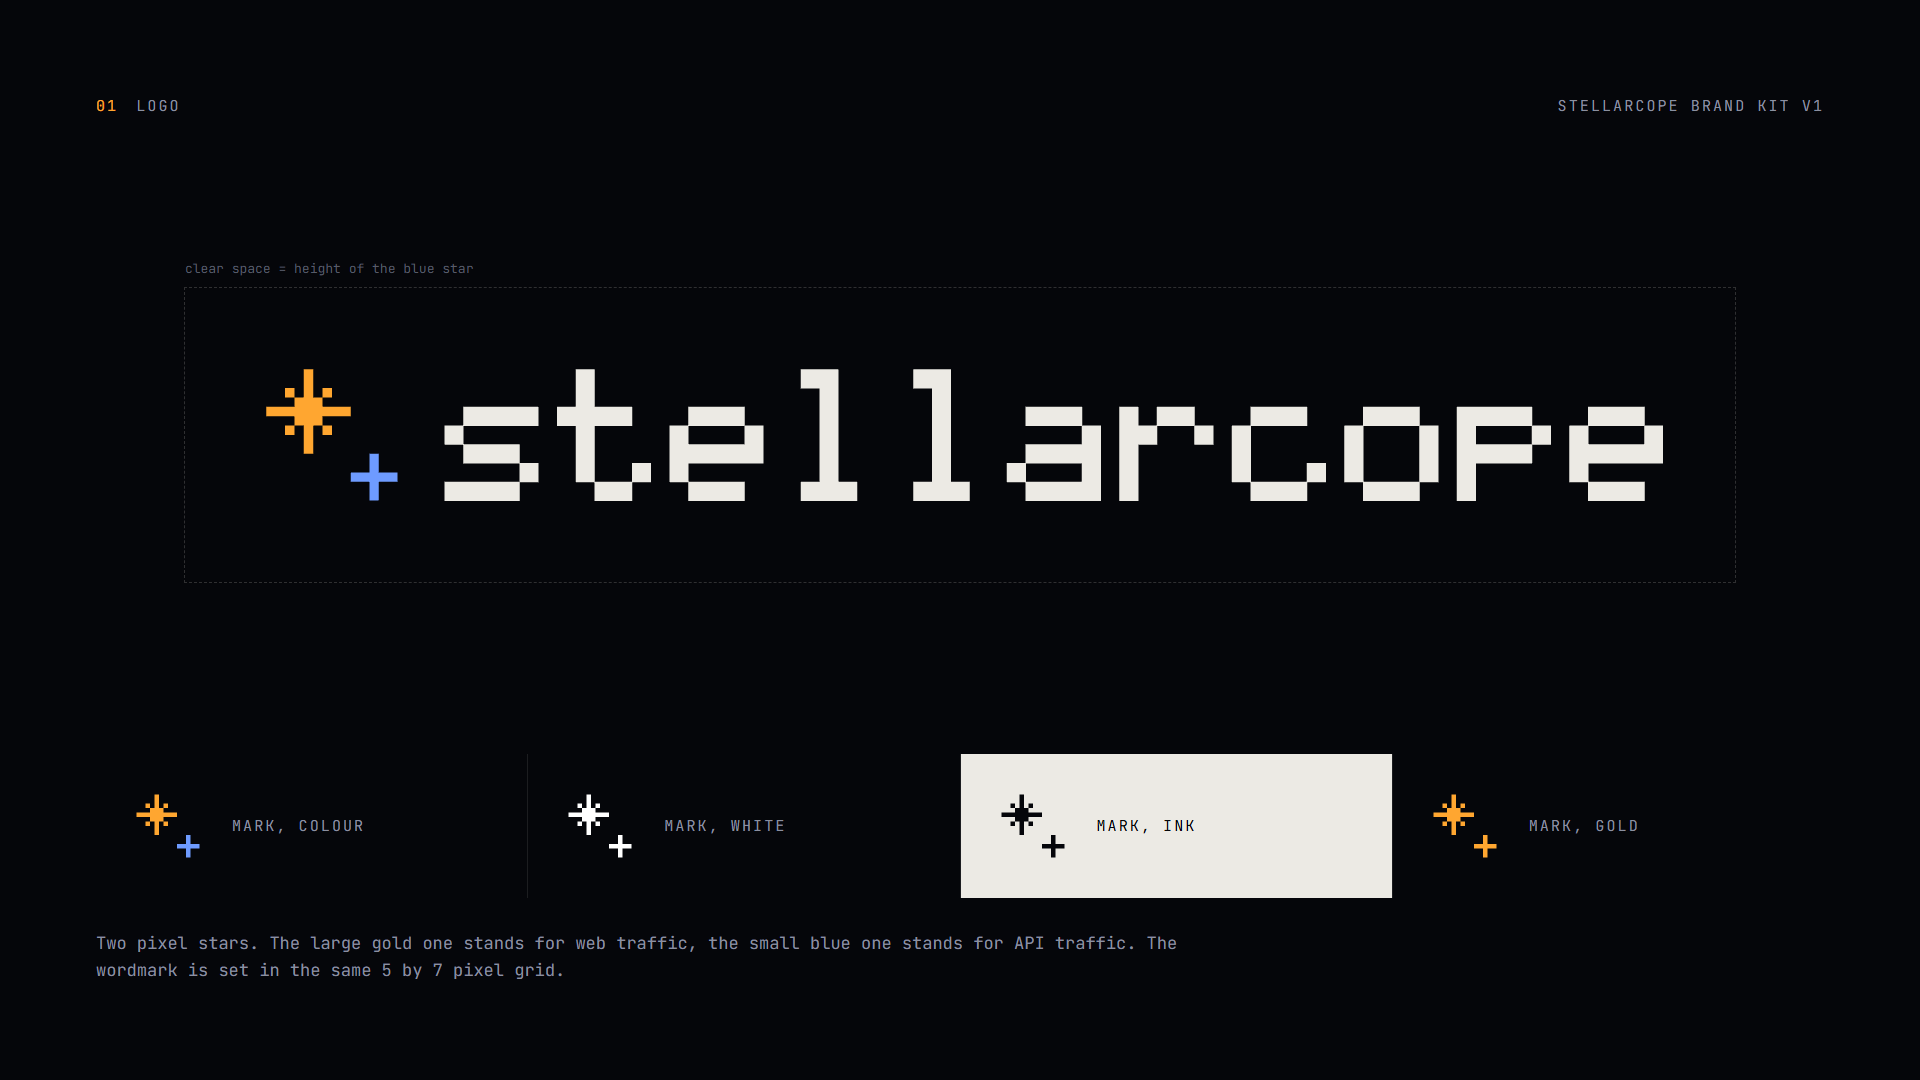 01 LOGO
STELLARCOPE BRAND KIT V1
clear space = height of the blue star
stellarcope
MARK, COLOUR
MARK, WHITE
MARK, INK
MARK, GOLD
Two pixel stars. The large gold one stands for web traffic, the small blue one stands for API traffic. The
wordmark is set in the same 5 by 7 pixel grid.